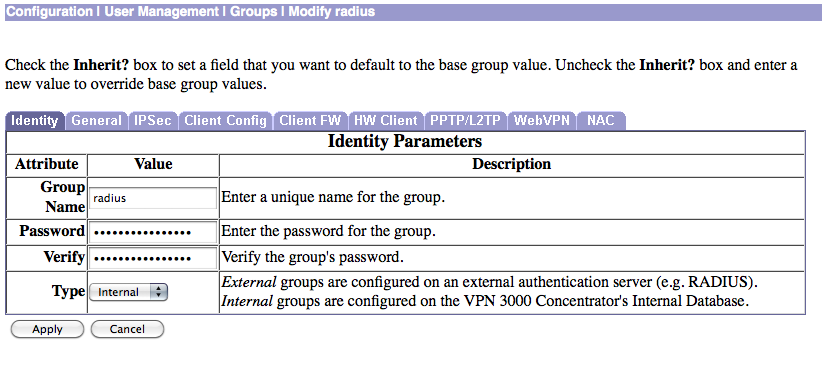 Configuration | User Management | Groups | Modify radius
Check the Inherit? box to set a field that you want to default to the base group value. Uncheck the Inherit? box and enter a
new value to override base group values.
Identity General IPSec Client Config Client FW HW Client PPTP/L2TP WebVPN NAC
Identity Parameters
Attribute Value Description
Group
Name radius Enter a unique name for the group.
Password •••••••••••••••• Enter the password for the group.
Verify •••••••••••••••• Verify the group's password.
Type Internal External groups are configured on an external authentication server (e.g. RADIUS).
Internal groups are configured on the VPN 3000 Concentrator's Internal Database.
Apply Cancel